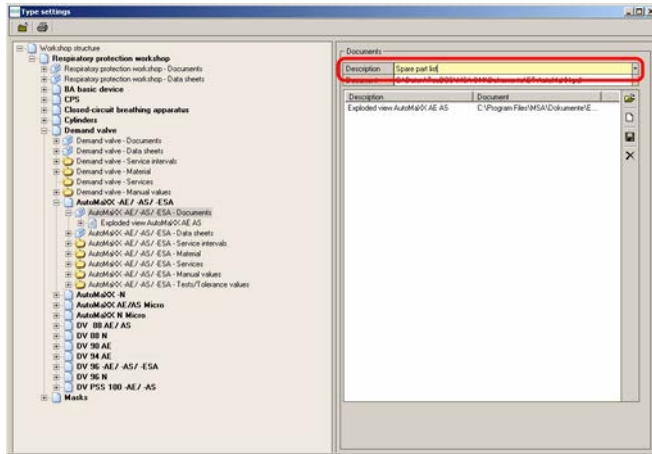 Type settings
Workshop structure
Respiratory protection workshop
Respiratory protection workshop - Documents
Respiratory protection workshop - Data sheets
BA basic device
CPS
Closed-circuit breathing apparatus
Cylinders
Demand valve
Demand valve - Documents
Demand valve - Data sheets
Demand valve - Service intervals
Demand valve - Material
Demand valve - Services
Demand valve - Manual values
AutoMaXX -AE/ -AS/ -ESA
AutoMaXX -AE/ -AS/ -ESA - Documents
Exploded view AutoMaXX AE AS
AutoMaXX -AE/ -AS/ -ESA - Data sheets
AutoMaXX -AE/ -AS/ -ESA - Service intervals
AutoMaXX -AE/ -AS/ -ESA - Material
AutoMaXX -AE/ -AS/ -ESA - Services
AutoMaXX -AE/ -AS/ -ESA - Manual values
AutoMaXX -AE/ -AS/ -ESA - Tests/Tolerance values
AutoMaXX -N
AutoMaXX AE/AS Micro
AutoMaXX N Micro
DV 88 AE/ AS
DV 88 N
DV 90 AE
DV 94 AE
DV 96 -AE/ -AS/ -ESA
DV 96 N
DV PSS 100 -AE/ -AS
Masks
Documents
Description Spare part list
Description Document
Exploded view AutoMaXX AE AS C:\Program Files\MSA\Dokumente\E...